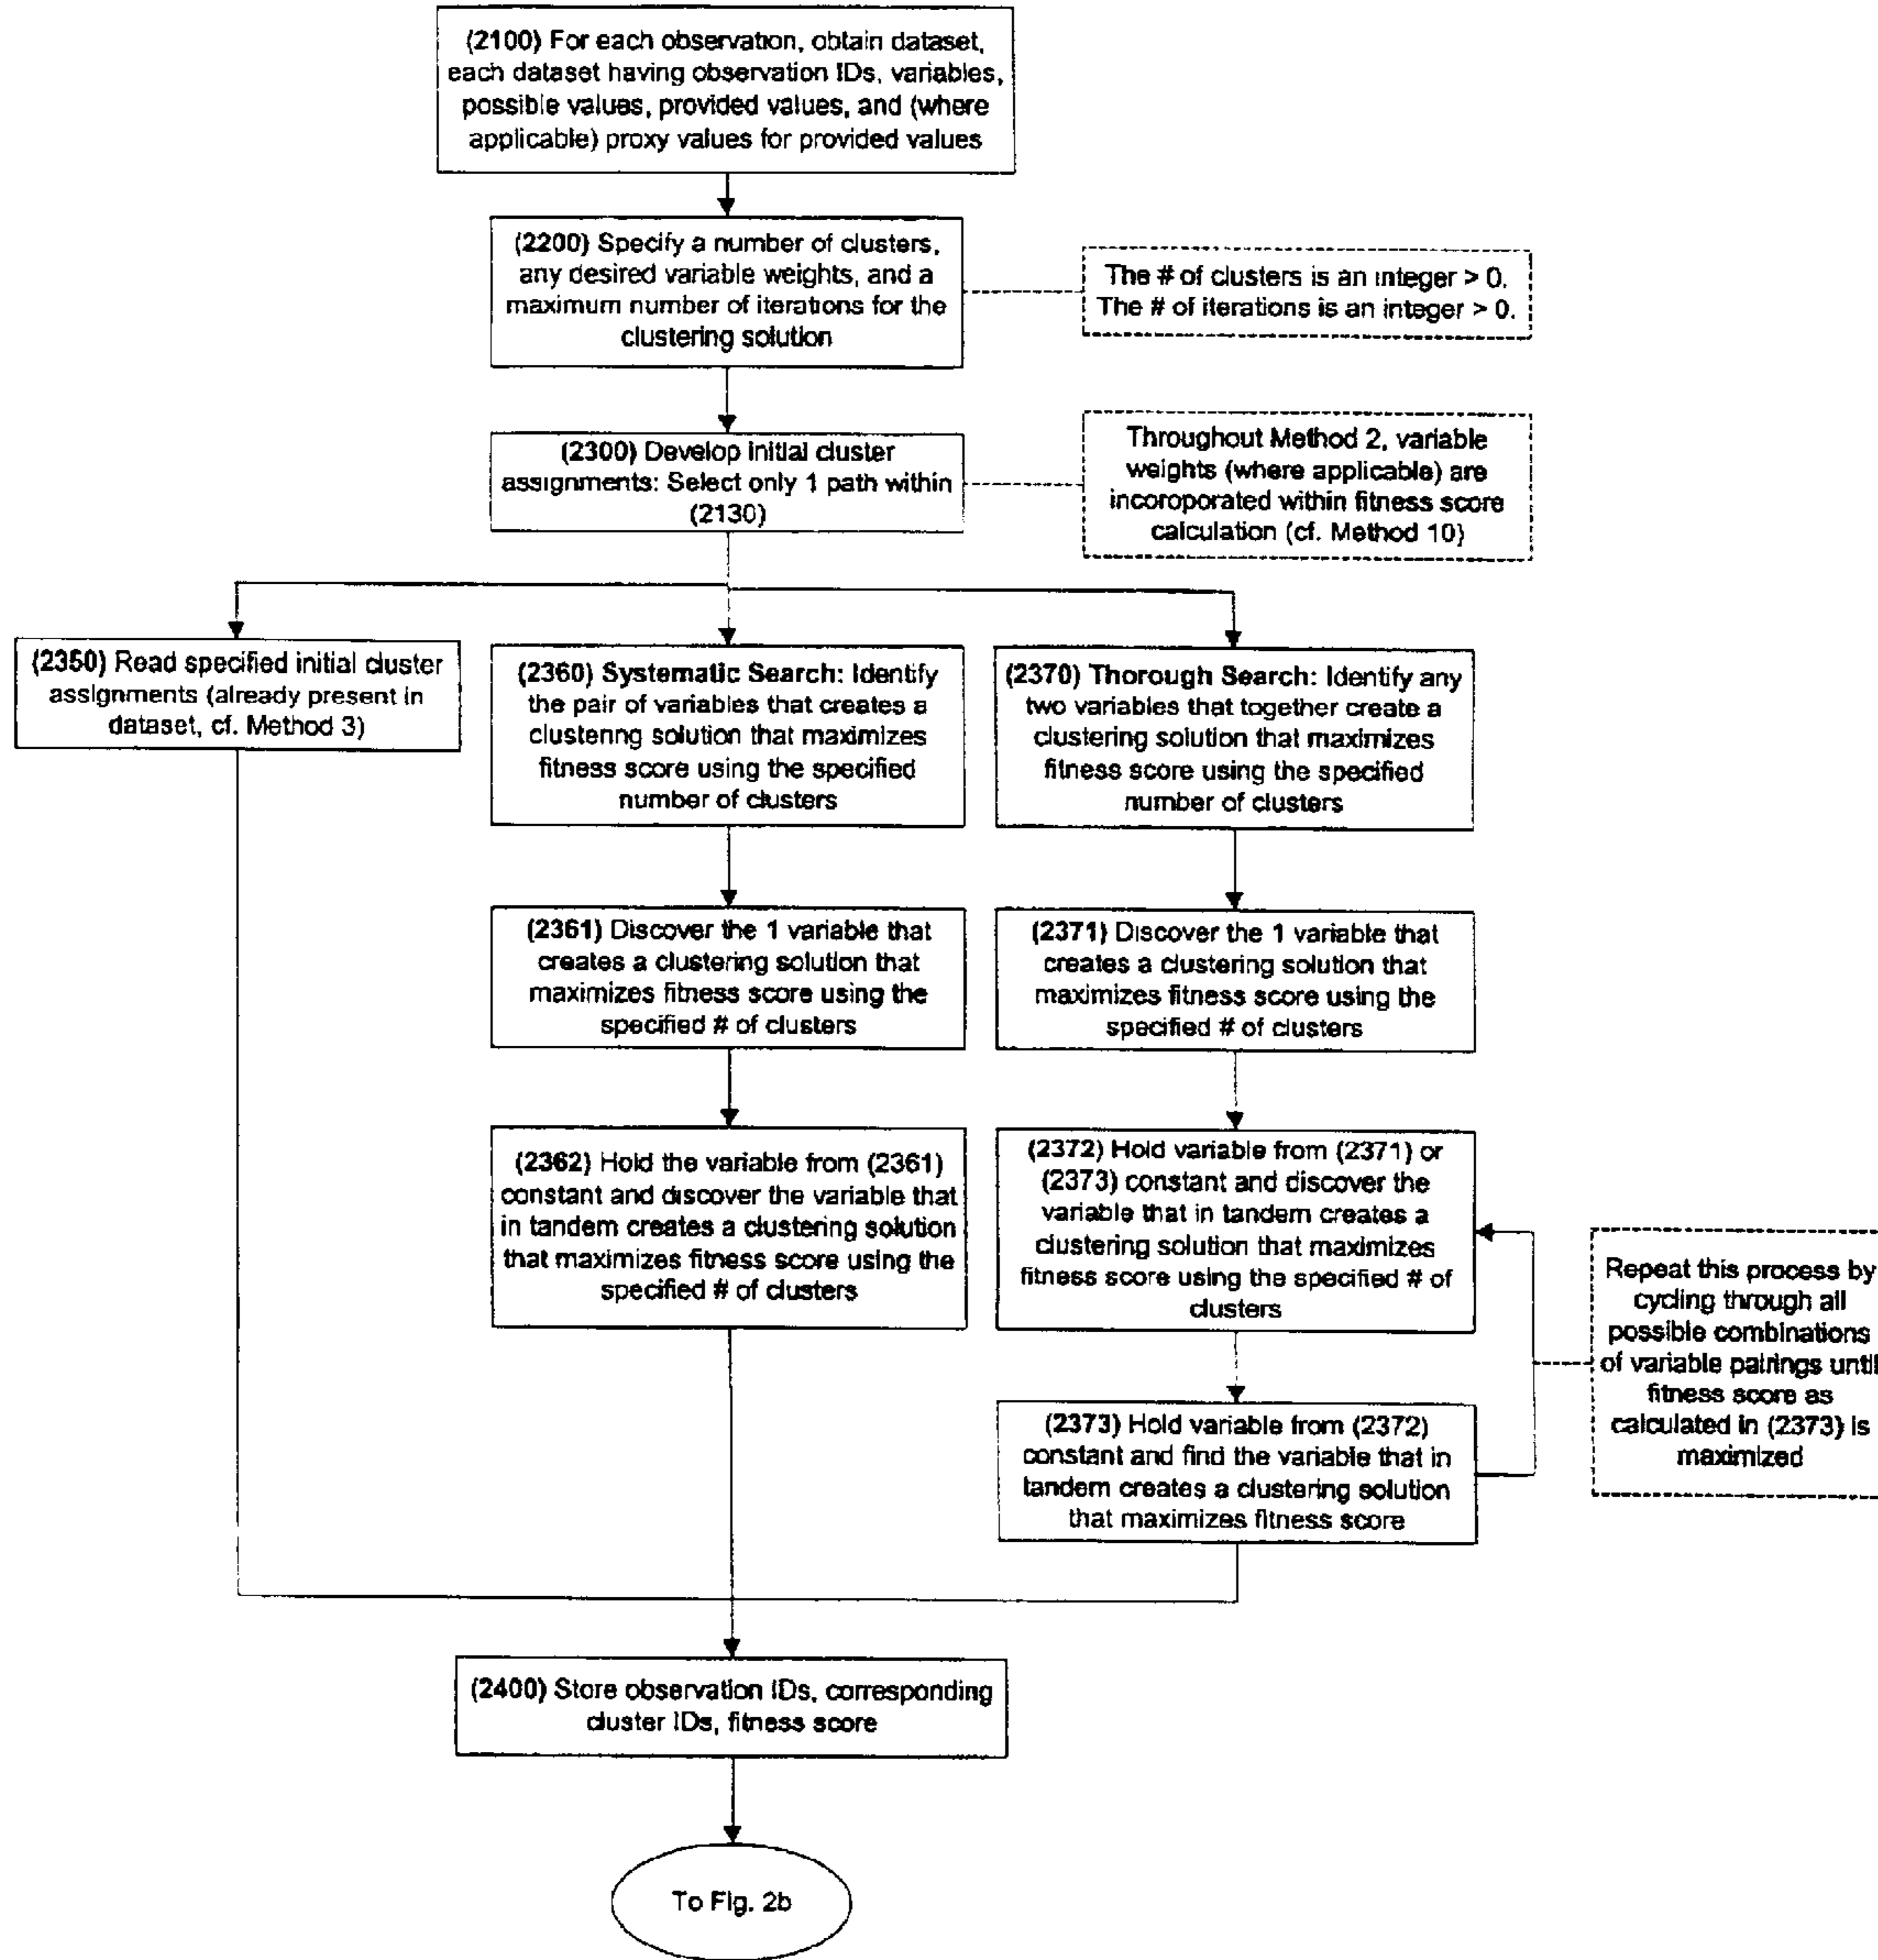 (2100) For each observation, obtain dataset,
each dataset having observation IDs, variables,
possible values, provided values, and (where
applicable) proxy values for provided values
(2200) Specify a number of clusters,
any desired variable weights, and a
maximum number of iterations for the
clustering solution
The # of clusters is an integer > 0.
The # of iterations is an integer > 0.
(2300) Develop initial cluster
assignments: Select only 1 path within
(2130)
Throughout Method 2, variable
weights (where applicable) are
incoroporated within fitness score
calculation (cf. Method 10)
(2350) Read specified initial cluster
assignments (already present in
dataset, cf. Method 3)
(2360) Systematic Search: Identify
the pair of variables that creates a
clustering solution that maximizes
fitness score using the specified
number of clusters
(2370) Thorough Search: Identify any
two variables that together create a
clustering solution that maximizes
fitness score using the specified
number of clusters
(2361) Discover the 1 variable that
creates a clustering solution that
maximizes fitness score using the
specified # of clusters
(2371) Discover the 1 variable that
creates a clustering solution that
maximizes fitness score using the
specified # of clusters
(2362) Hold the variable from (2361)
constant and discover the variable that
in tandem creates a clustering solution
that maximizes fitness score using the
specified # of clusters
(2372) Hold variable from (2371) or
(2373) constant and discover the
variable that in tandem creates a
clustering solution that maximizes
fitness score using the specified # of
clusters
Repeat this process by
cycling through all
possible combinations
of variable pairings until
fitness score as
calculated in (2373) is
maximized
(2373) Hold variable from (2372)
constant and find the variable that in
tandem creates a clustering solution
that maximizes fitness score
(2400) Store observation IDs, corresponding
cluster IDs, fitness score
To Fig. 2b